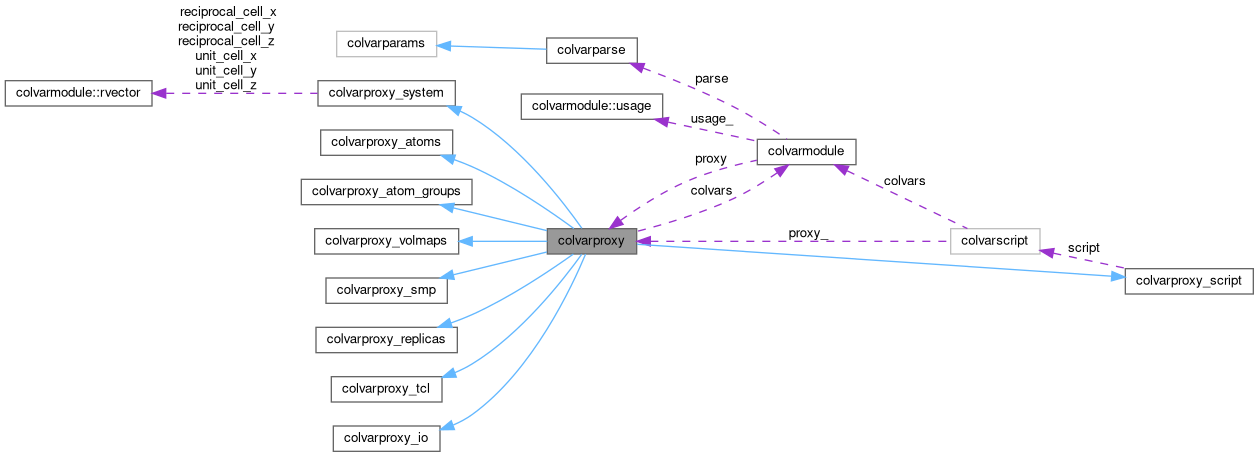 reciprocal_cell_x
reciprocal_cell_y
reciprocal_cell_z
unit_cell_x
unit_cell_y
unit_cell_z
colvarparams
colvarparse
parse
colvarmodule::rvector
colvarproxy_system
colvarmodule::usage
usage_
colvarproxy_atoms
colvarmodule
proxy
colvarproxy_atom_groups
colvars
colvars
colvarproxy_volmaps
colvarproxy
proxy_
colvarscript
script
colvarproxy_script
colvarproxy_smp
colvarproxy_replicas
colvarproxy_tcl
colvarproxy_io